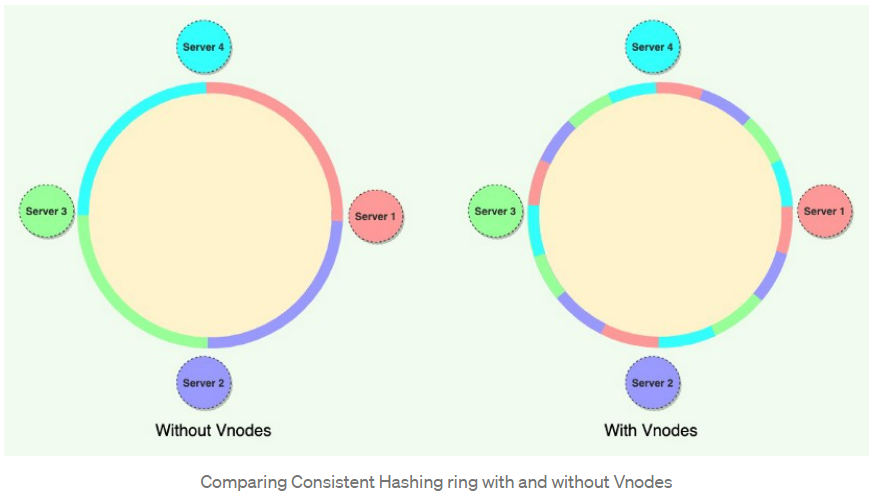 Server 4
Server 4
Server 3
Server 1
Server 3
Server 1
Server 2
Server 2
Without Vnodes
With Vnodes
Comparing Consistent Hashing ring with and without Vnodes